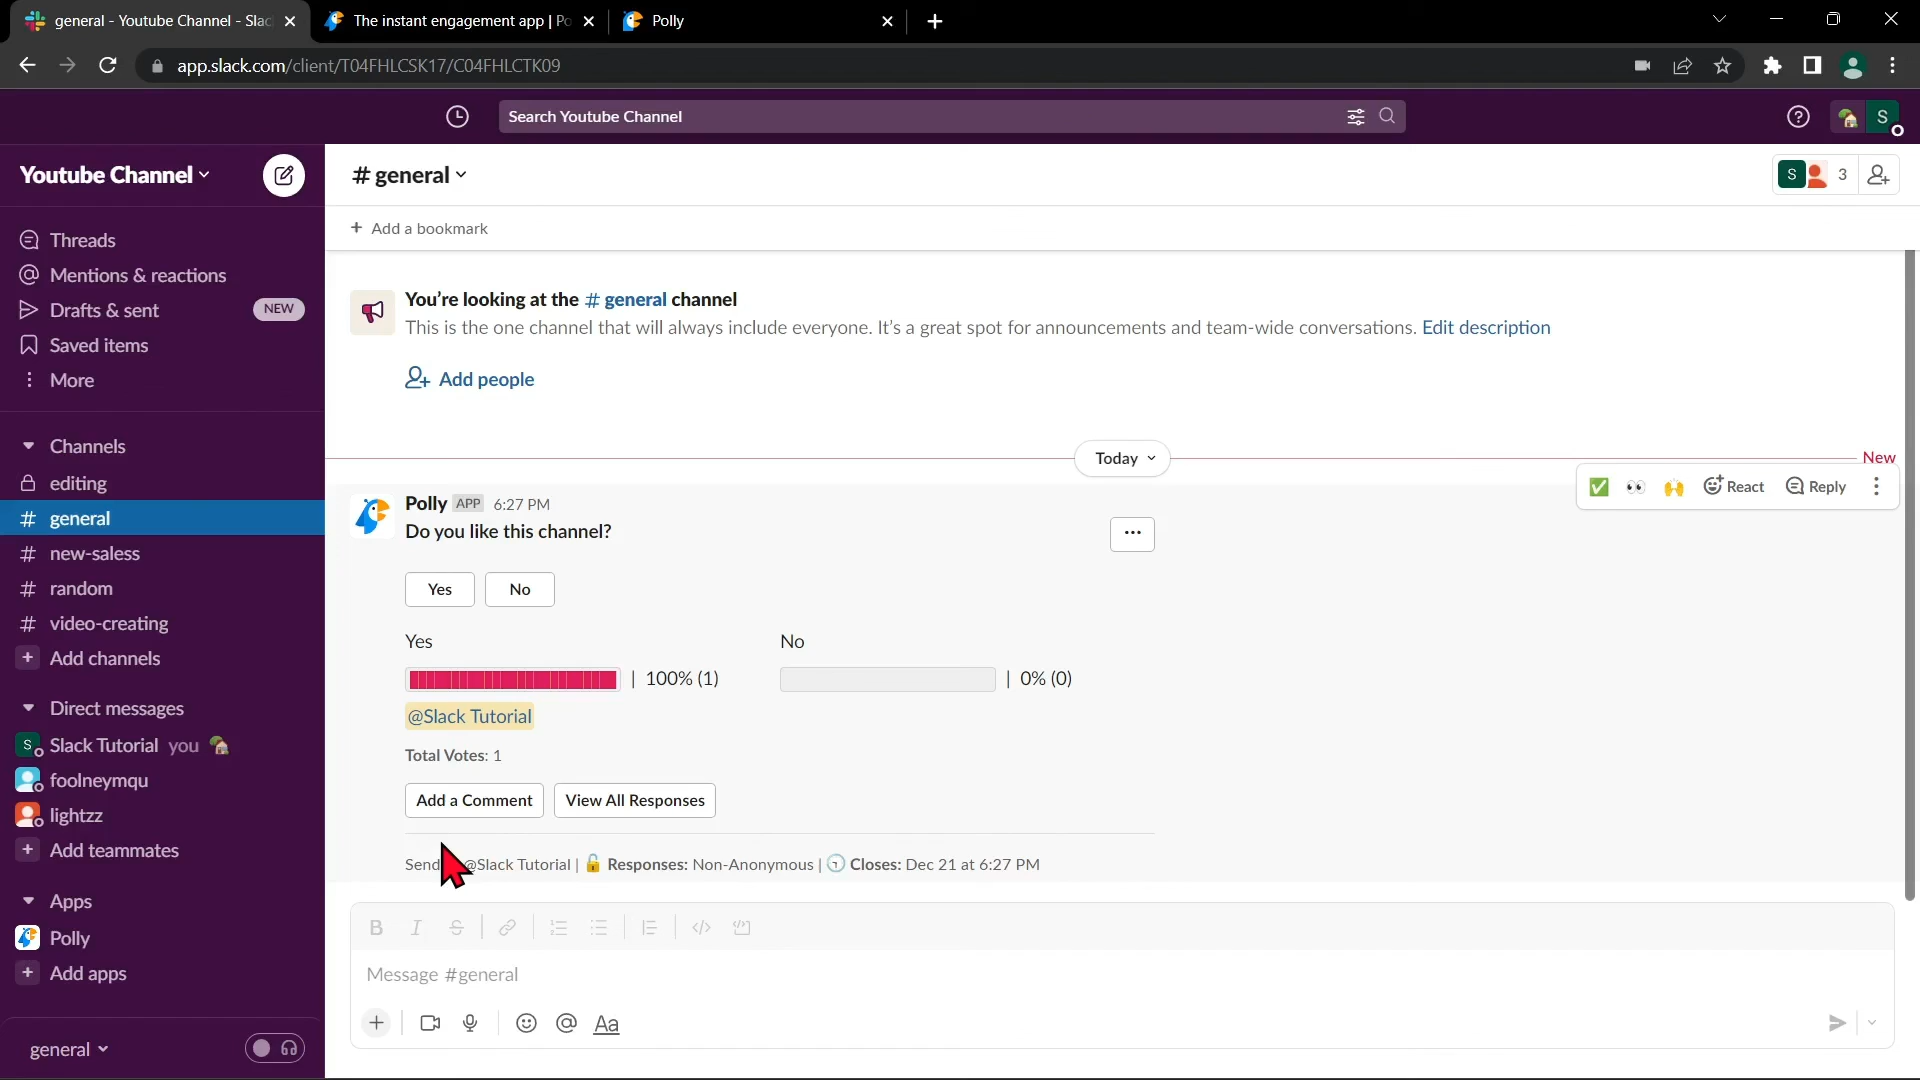 general - Youtube Channel - Slac
The instant engagement app | Po
Polly
app.slack.com/client/T04FHLCSK17/C04FHLCTK09
Search Youtube Channel
S
Youtube Channel
# general
S
3
Threads
Mentions & reactions
Drafts & sent
NEW
Saved items
More
+ Add a bookmark
You're looking at the # general channel
This is the one channel that will always include everyone. It's a great spot for announcements and team-wide conversations. Edit description
Add people
Channels
editing
# general
# new-saless
# random
# video-creating
+ Add channels
Today
New
React
Reply
Polly APP 6:27 PM
Do you like this channel?
Yes
No
Yes
No
| 100% (1)
| 0% (0)
@Slack Tutorial
Total Votes: 1
Add a Comment
View All Responses
@Slack Tutorial | Responses: Non-Anonymous | Closes: Dec 21 at 6:27 PM
Direct messages
S Slack Tutorial you
foolneymqu
lightzz
+ Add teammates
Apps
Polly
+ Add apps
general
B I S
Message #general
+ @ Aa